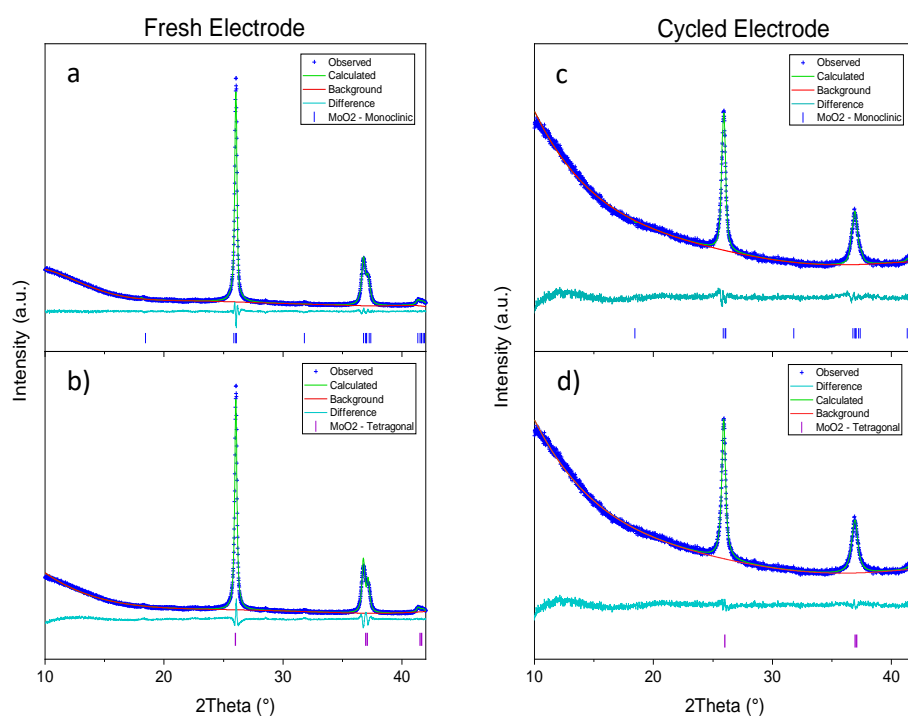 Fresh Electrode
a
Observed
Calculated
Background
Difference
MoO2 - Monoclinic
b)
Observed
Calculated
Background
Difference
MoO2 - Tetragonal
Intensity (a.u.)
10 20 30 40
2Theta (°)
Cycled Electrode
c
Observed
Calculated
Background
Difference
MoO2 - Monoclinic
d)
Observed
Difference
Calculated
Background
MoO2 - Tetragonal
Intensity (a.u.)
10 20 30 40
2Theta (°)